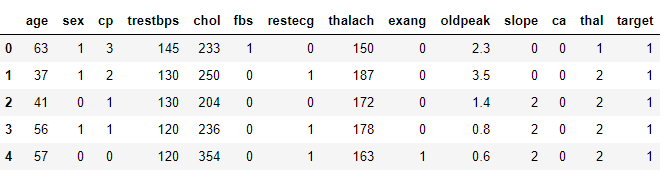 age sex cp trestbps chol fbs restecg thalach exang oldpeak slope ca thal target
0 63 1 3 145 233 1 0 150 0 2.3 0 0 1 1
1 37 1 2 130 250 0 1 187 0 3.5 0 0 2 1
2 41 0 1 130 204 0 0 172 0 1.4 2 0 2 1
3 56 1 1 120 236 0 1 178 0 0.8 2 0 2 1
4 57 0 0 120 354 0 1 163 1 0.6 2 0 2 1